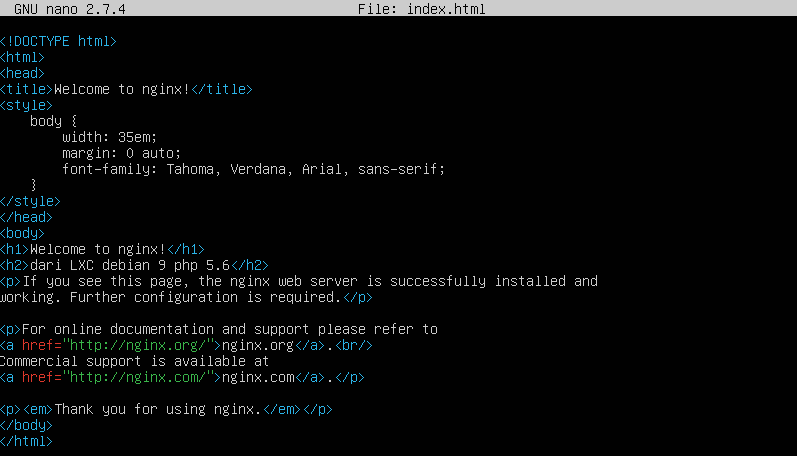 GNU nano 2.7.4 File: index.html
<!DOCTYPE html>
<html>
<head>
<title>Welcome to nginx!</title>
<style>
    body {
        width: 35em;
        margin: 0 auto;
        font-family: Tahoma, Verdana, Arial, sans-serif;
    }
</style>
</head>
<body>
<h1>Welcome to nginx!</h1>
<h2>dari LXC debian 9 php 5.6</h2>
<p>If you see this page, the nginx web server is successfully installed and
working. Further configuration is required.</p>
<p>For online documentation and support please refer to
<a href="http://nginx.org/">nginx.org</a>.<br/>
Commercial support is available at
<a href="http://nginx.com/">nginx.com</a>.</p>
<p><em>Thank you for using nginx.</em></p>
</body>
</html>